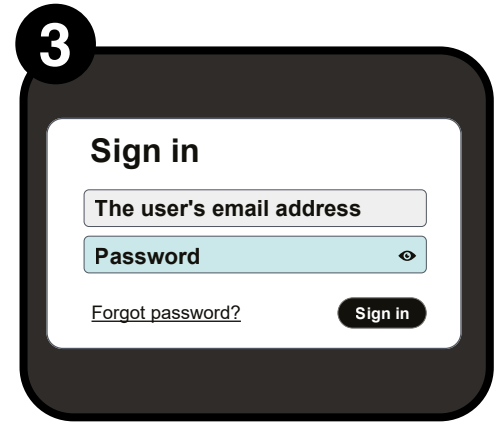 3
Sign in
The user's email address
Password
Forgot password? Sign in